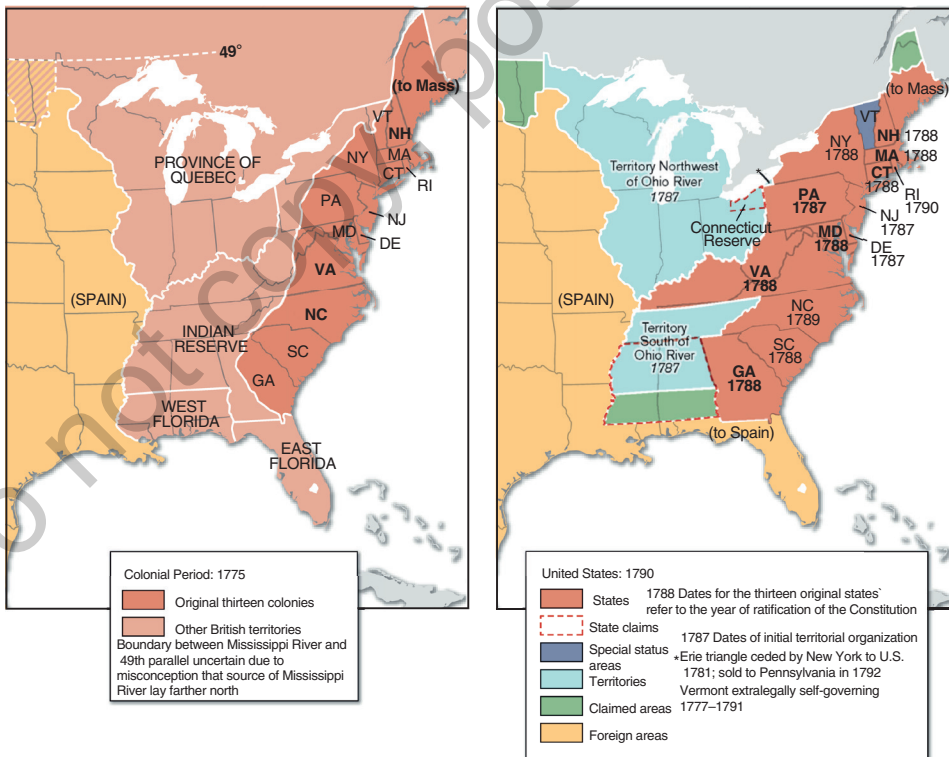 49°
(to Mass)
VT
NH
NY
MA
CT
RI
PROVINCE OF
QUEBEC
PA
NJ
MD
DE
VA
(SPAIN)
NC
INDIAN
RESERVE
SC
GA
WEST
FLORIDA
EAST
FLORIDA
Colonial Period: 1775
Original thirteen colonies
Other British territories
Boundary between Mississippi River and
49th parallel uncertain due to
misconception that source of Mississippi
River lay farther north
(to Mass)
VT
NH 1788
NY
1788
MA 1788
CT
1788
RI
1790
Territory Northwest
of Ohio River
1787
*
PA
1787
NJ
1787
Connecticut
Reserve
MD
1788
DE
1787
VA
1788
(SPAIN)
NC
1789
Territory
South of
Ohio River
1787
SC
1788
GA
1788
(to Spain)
United States: 1790
States
State claims
Special status
areas
Territories
Claimed areas
Foreign areas
1788 Dates for the thirteen original states`
refer to the year of ratification of the Constitution
1787 Dates of initial territorial organization
*Erie triangle ceded by New York to U.S.
1781; sold to Pennsylvania in 1792
Vermont extralegally self-governing
1777–1791
not copy, pos